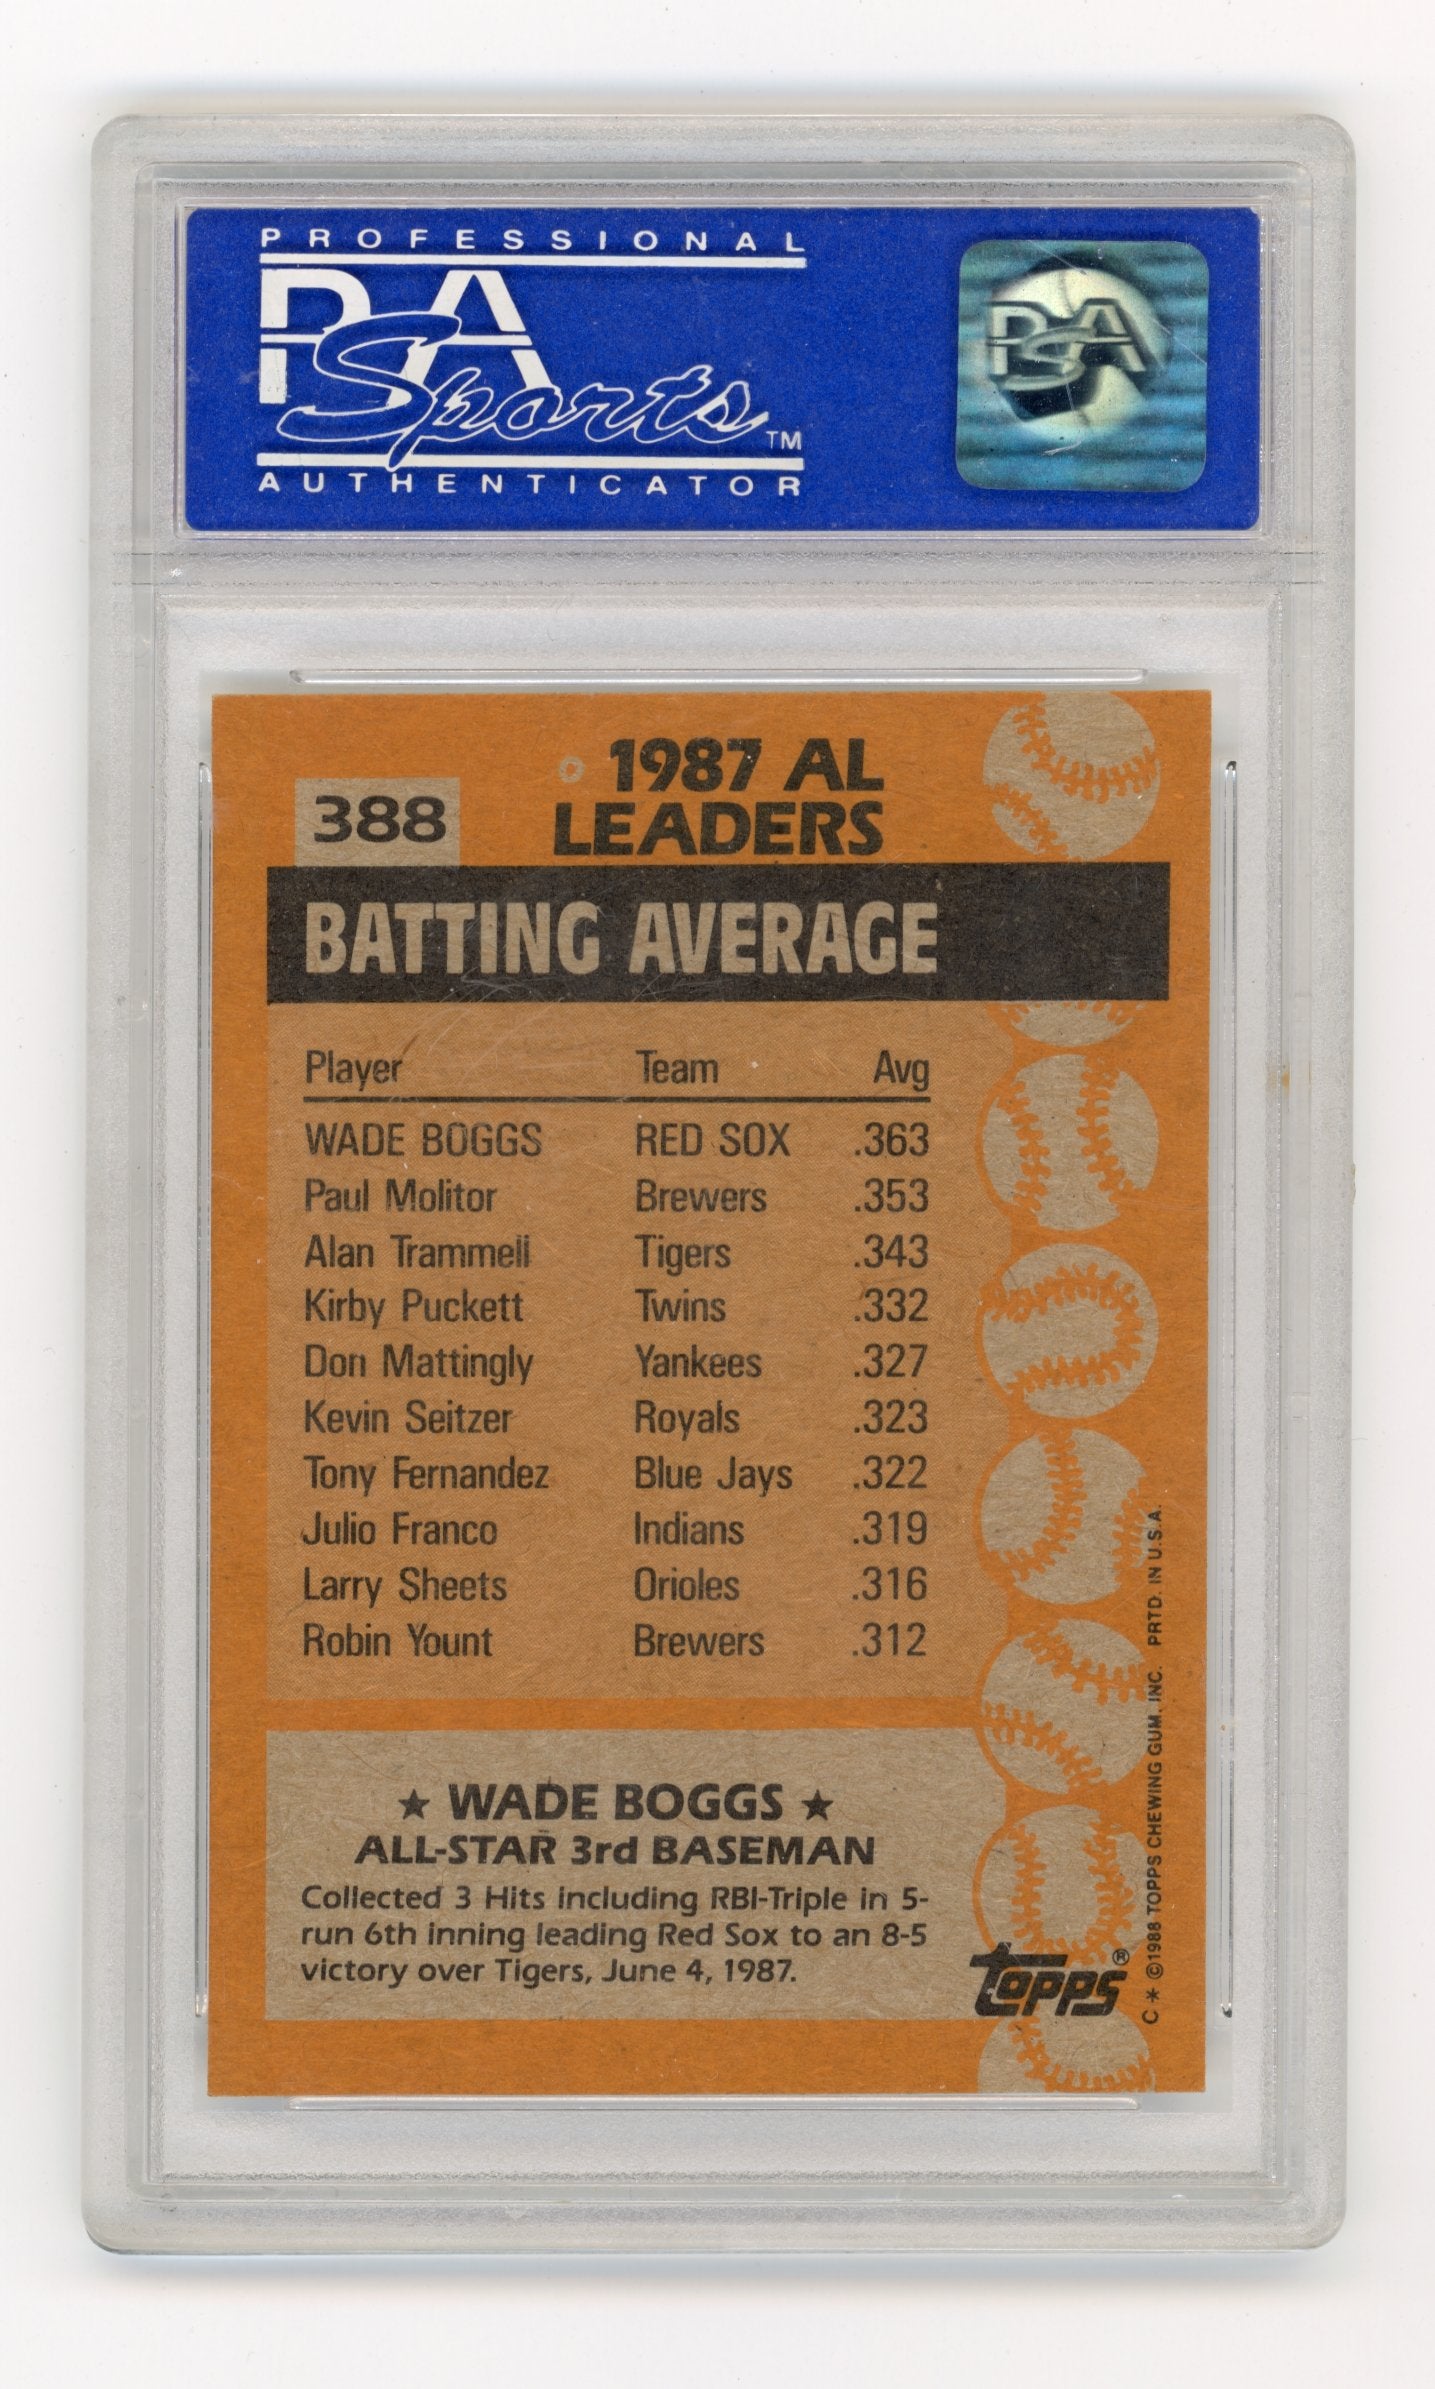 PROFESSIONAL
PSA
Sports™
AUTHENTICATOR
PSA
388
1987 AL
LEADERS
BATTING AVERAGE
Player Team Avg
WADE BOGGS RED SOX .363
Paul Molitor Brewers .353
Alan Trammell Tigers .343
Kirby Puckett Twins .332
Don Mattingly Yankees .327
Kevin Seitzer Royals .323
Tony Fernandez Blue Jays .322
Julio Franco Indians .319
Larry Sheets Orioles .316
Robin Yount Brewers .312
★ WADE BOGGS ★
ALL-STAR 3rd BASEMAN
Collected 3 Hits including RBI-Triple in 5-
run 6th inning leading Red Sox to an 8-5
victory over Tigers, June 4, 1987.
topps®
C * ©1988 TOPPS CHEWING GUM, INC. PRTD. IN U.S.A.